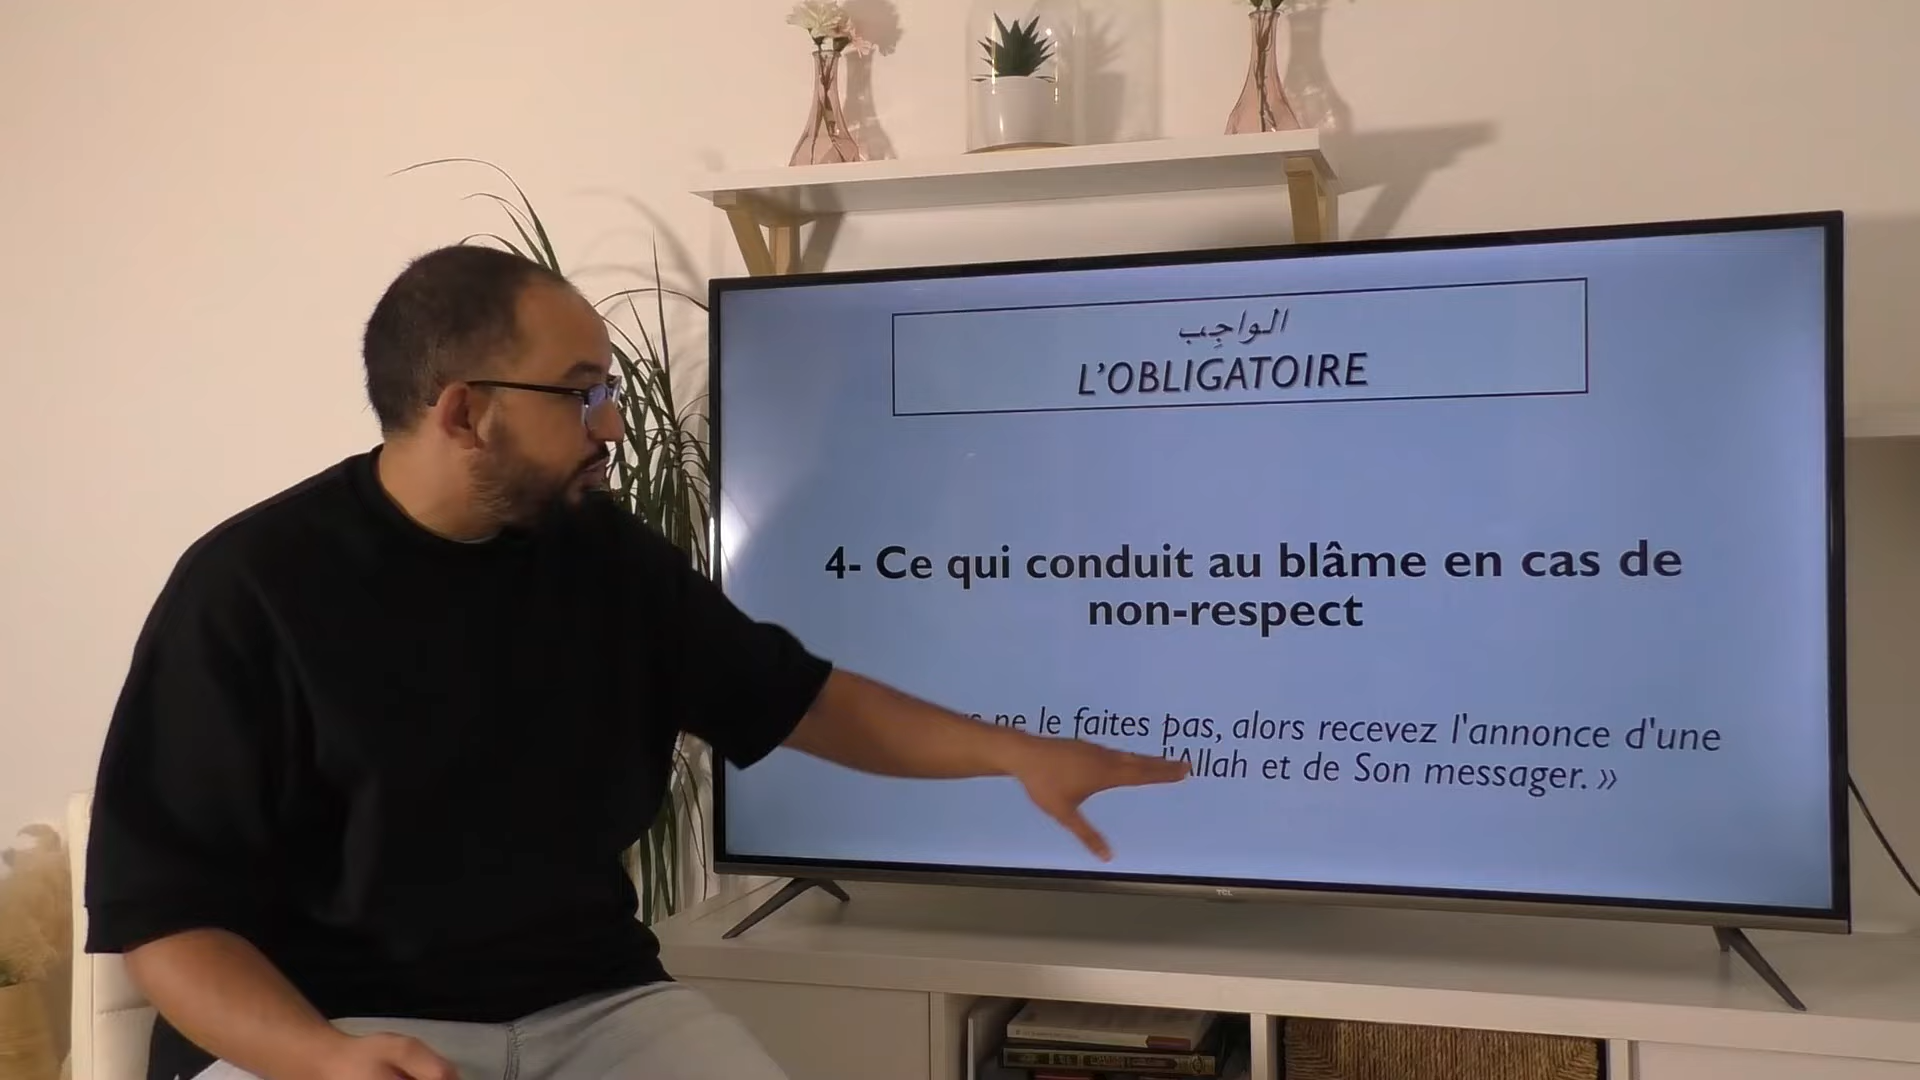 الواجِب
L'OBLIGATOIRE
4- Ce qui conduit au blâme en cas de
non-respect
ne le faites pas, alors recevez l'annonce d'une
l'Allah et de Son messager. »
TCL